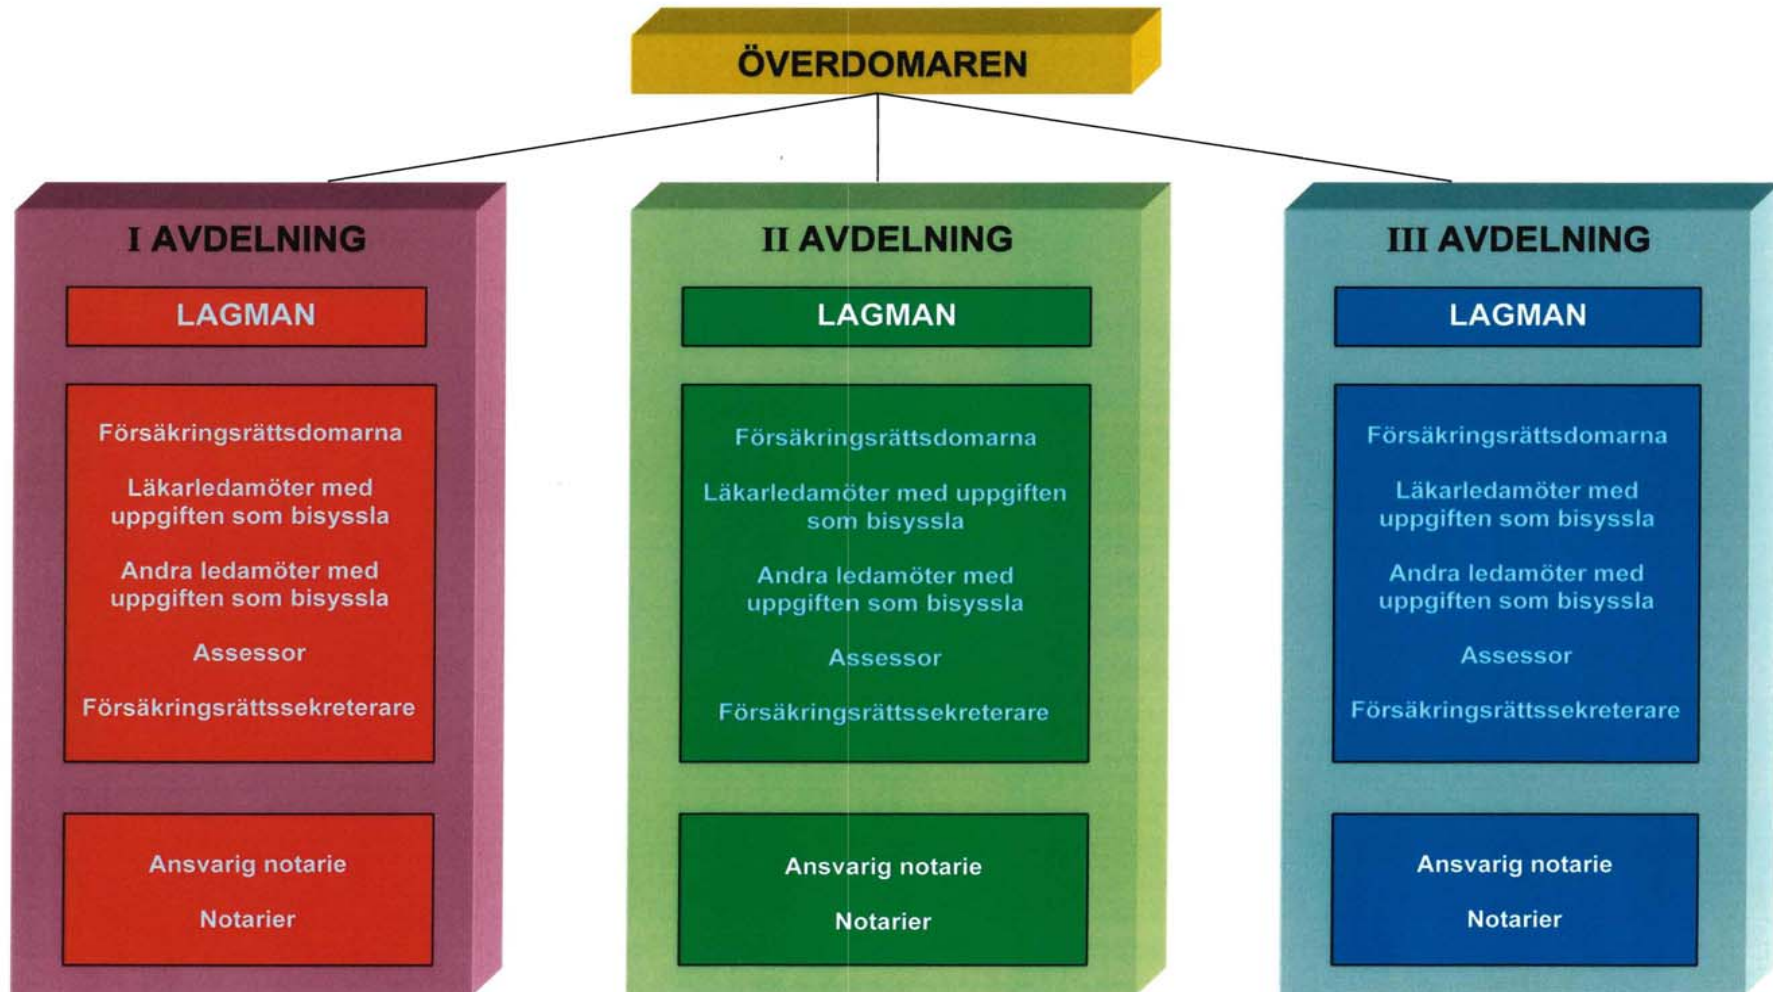 ÖVERDOMAREN
I AVDELNING
LAGMAN
Försäkringsrättsdomarna
Läkarledamöter med
uppgiften som bisyssla
Andra ledamöter med
uppgiften som bisyssla
Assessor
Försäkringsrättssekreterare
Ansvarig notarie
Notarier
II AVDELNING
LAGMAN
Försäkringsrättsdomarna
Läkarledamöter med uppgiften
som bisyssla
Andra ledamöter med
uppgiften som bisyssla
Assessor
Försäkringsrättssekreterare
Ansvarig notarie
Notarier
III AVDELNING
LAGMAN
Försäkringsrättsdomarna
Läkarledamöter med
uppgiften som bisyssla
Andra ledamöter med
uppgiften som bisyssla
Assessor
Försäkringsrättssekreterare
Ansvarig notarie
Notarier